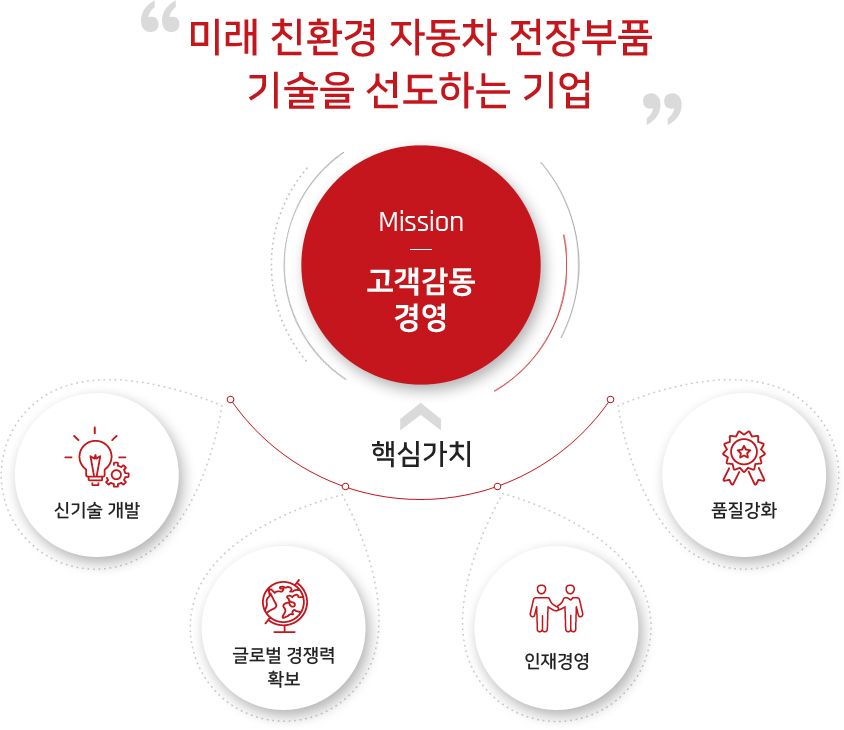 “미래 친환경 자동차 전장부품
기술을 선도하는 기업”
Mission
고객감동
경영
핵심가치
신기술 개발
품질강화
글로벌 경쟁력
확보
인재경영